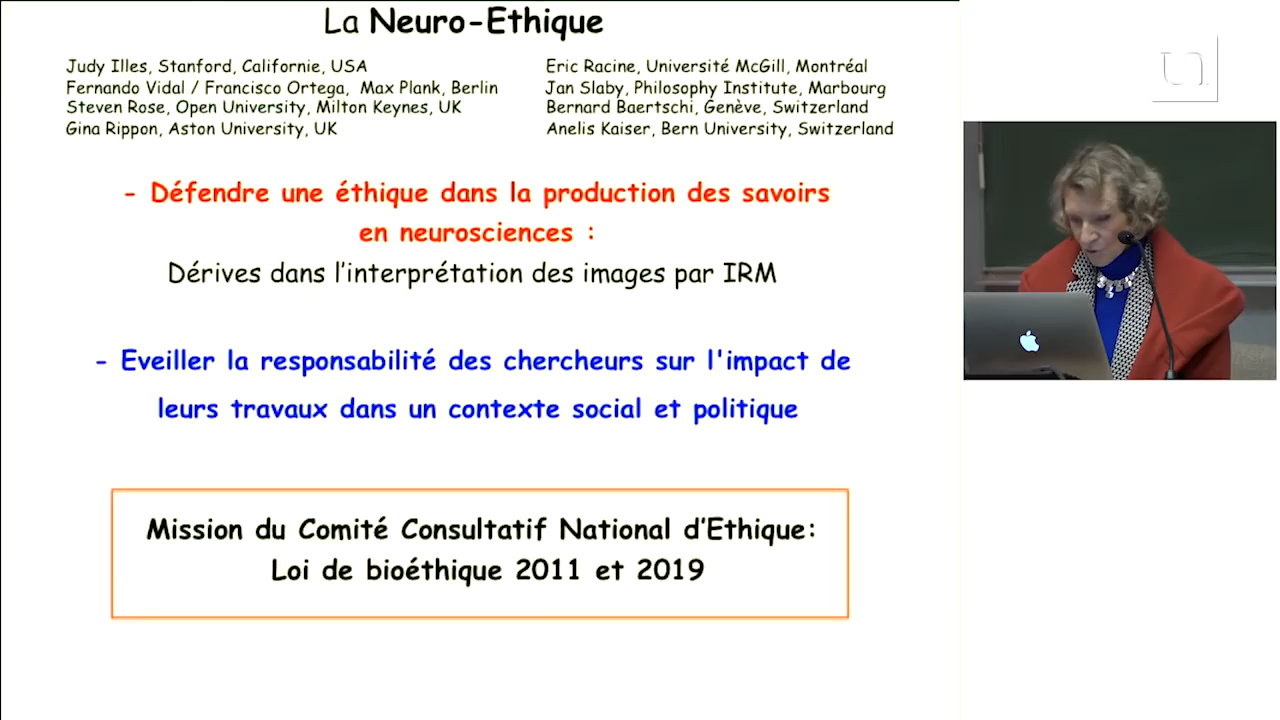 La Neuro-Ethique
Judy Illes, Stanford, Californie, USA
Fernando Vidal / Francisco Ortega, Max Plank, Berlin
Steven Rose, Open University, Milton Keynes, UK
Gina Rippon, Aston University, UK
Eric Racine, Université McGill, Montréal
Jan Slaby, Philosophy Institute, Marbourg
Bernard Baertschi, Genève, Switzerland
Anelis Kaiser, Bern University, Switzerland
- Défendre une éthique dans la production des savoirs
en neurosciences :
Dérives dans l'interprétation des images par IRM
- Eveiller la responsabilité des chercheurs sur l'impact de
leurs travaux dans un contexte social et politique
Mission du Comité Consultatif National d'Ethique:
Loi de bioéthique 2011 et 2019